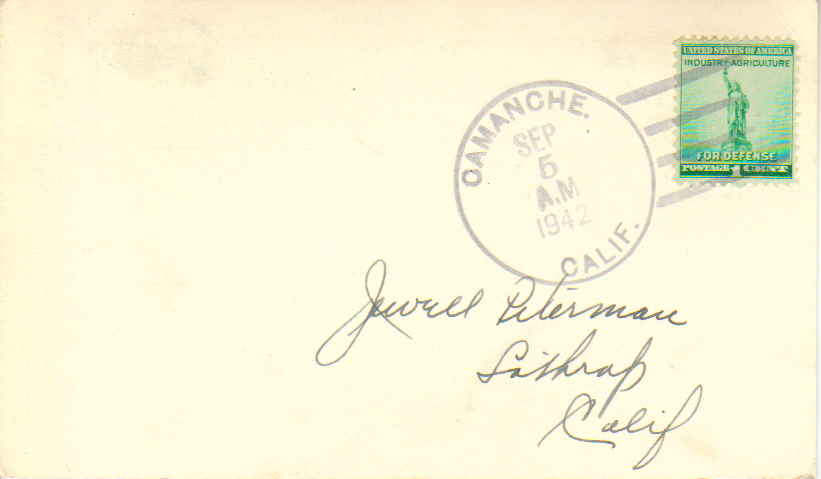 UNITED STATES OF AMERICA
INDUSTRY-AGRICULTURE
FOR DEFENSE
POSTAGE 1 CENT
CAMANCHE.
SEP
5
A.M
1942
CALIF.
Jewell Peterman
Lathrop
Calif